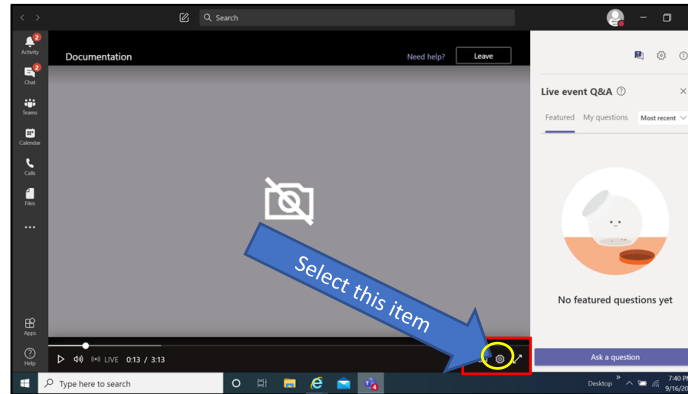 Search
2
Activity
Documentation
Need help?
Leave
2
Chat
Live event Q&A
Teams
Featured
My questions
Most recent
Calendar
Calls
Files
Select this item
No featured questions yet
Apps
Help
LIVE 0:13 / 3:13
Ask a question
Type here to search
Desktop
7:40 PM